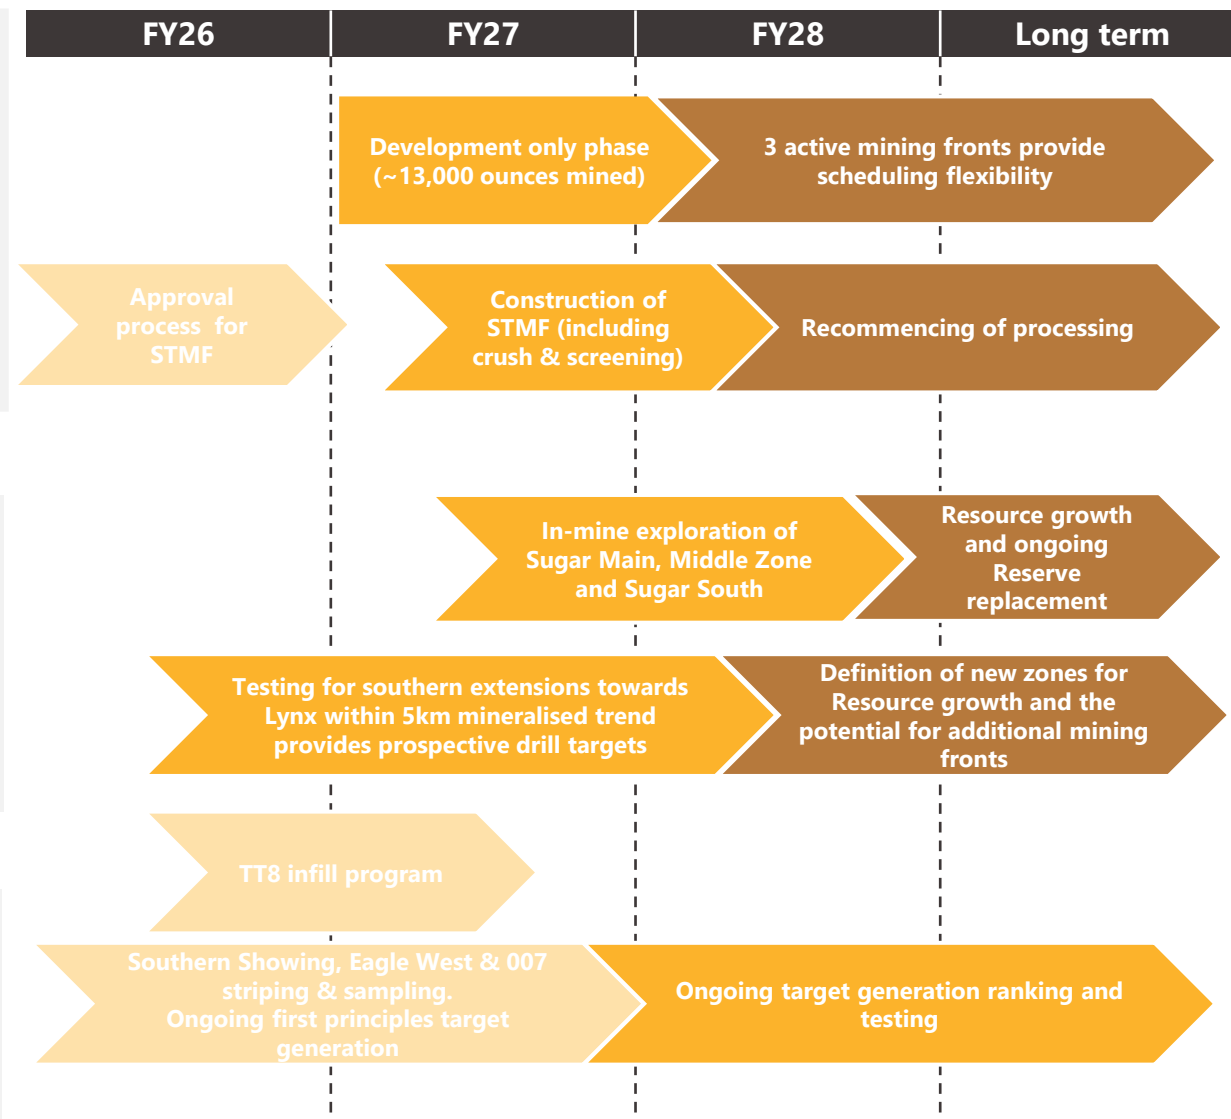 FY26
FY27
FY28
Long term
Development only phase
(~13,000 ounces mined)
3 active mining fronts provide
scheduling flexibility
Approval
process for
STMF
Construction of
STMF (including
crush & screening)
Recommencing of processing
In-mine exploration of
Sugar Main, Middle Zone
and Sugar South
Resource growth
and ongoing
Reserve
replacement
Testing for southern extensions towards
Lynx within 5km mineralised trend
provides prospective drill targets
Definition of new zones for
Resource growth and the
potential for additional mining
fronts
TT8 infill program
Southern Showing, Eagle West & 007
striping & sampling.
Ongoing first principles target
generation
Ongoing target generation ranking and
testing